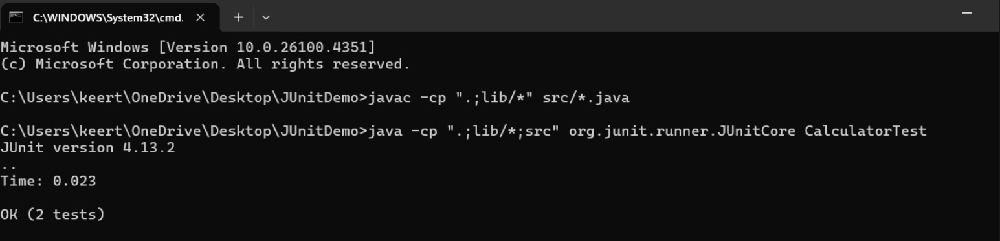 C:\WINDOWS\System32\cmd.
Microsoft Windows [Version 10.0.26100.4351]
(c) Microsoft Corporation. All rights reserved.
C:\Users\keert\OneDrive\Desktop\JUnitDemo>javac -cp ".;lib/*" src/*.java
C:\Users\keert\OneDrive\Desktop\JUnitDemo>java -cp ".;lib/*;src" org.junit.runner.JUnitCore CalculatorTest
JUnit version 4.13.2
..
Time: 0.023
OK (2 tests)